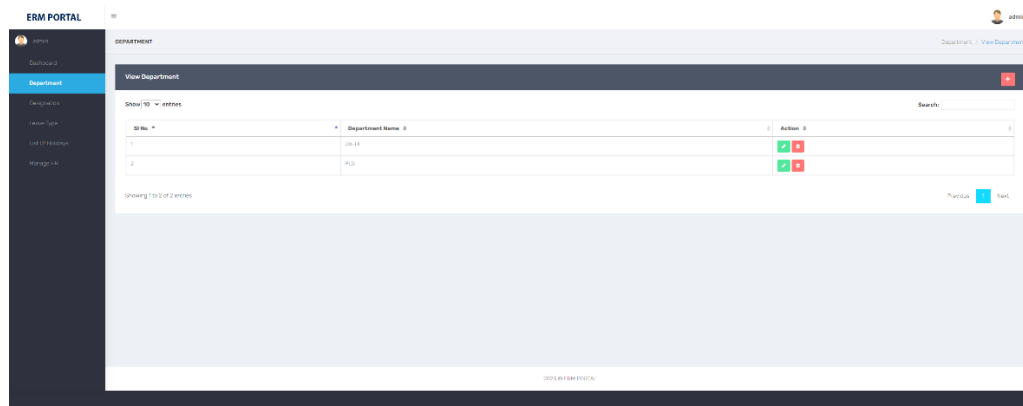 ERM PORTAL
admin
admin
DEPARTMENT
Department / View Department
Dashboard
Department
Designation
Leave Type
List Of Holidays
Manage HR
View Department
+
Show 10 entries
Search:
Sl No Department Name Action
1
2
Showing 1 to 2 of 2 entries
Previous 1 Next
ERM PORTAL